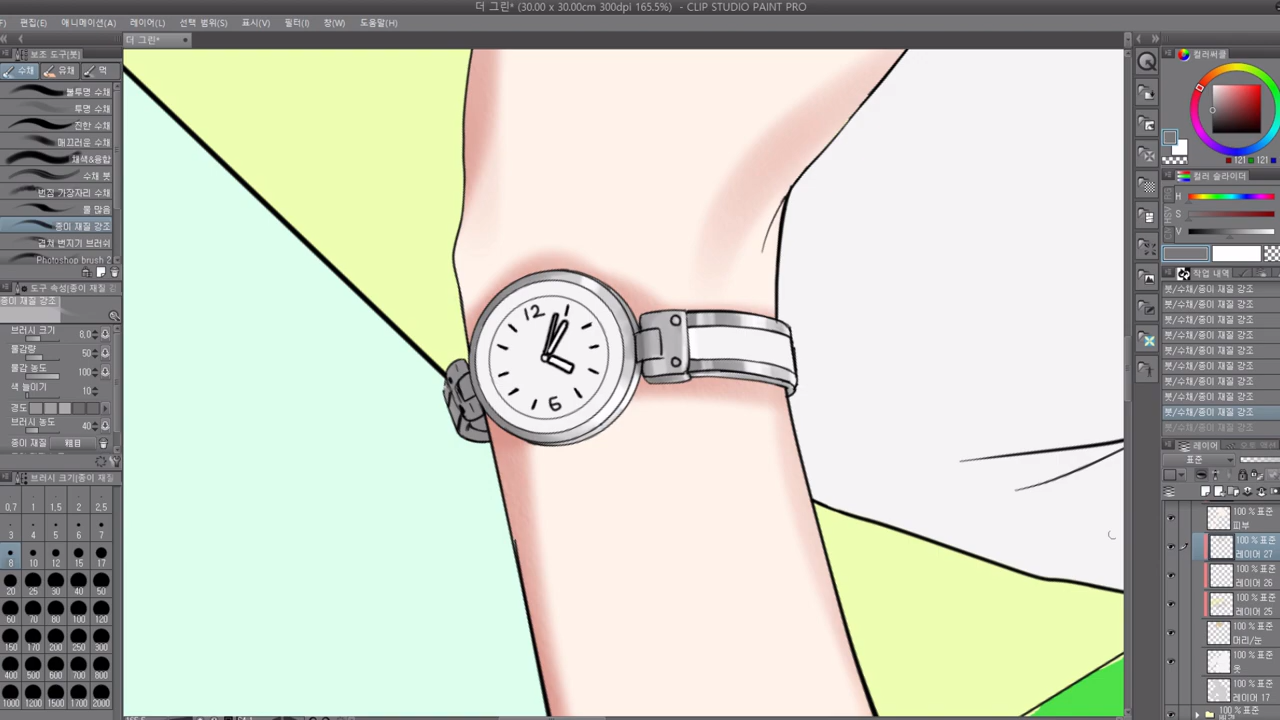 더 그린* (30.00 x 30.00cm 300dpi 165.5%) - CLIP STUDIO PAINT PRO
편집(E) 애니메이션(A) 레이어(L) 선택 범위(S) 표시(V) 필터(I) 창(W) 도움말(H)
더 그린*
보조 도구(붓)
수채 유채 먹
불투명 수채
투명 수채
진한 수채
매끄러운 수채
채색&융합
수채 붓
번짐 가장자리 수채
물 많음
종이 재질 강조
겹쳐 번지기 브러쉬
Photoshop brush 2
도구 속성(종이 재질 강
종이 재질 강조
브러시 크기 8.0
물감량 50
물감 농도 100
색 늘이기 10
경도
브러시 농도 40
종이 재질
브러시 크기(종이 재질
0.7 1 1.5 2 2.5
3 4 5 6 7
8 10 12 15 17
20 25 30 40 50
60 70 80 100 120
150 170 200 250 300
400 500 600 700 800
1000 1200 1500 1700 2000
12
6
컬러써클
121 121
컬러 슬라이더
H
S
V
작업 내역
붓/수채/종이 재질 강조
붓/수채/종이 재질 강조
붓/수채/종이 재질 강조
붓/수채/종이 재질 강조
붓/수채/종이 재질 강조
붓/수채/종이 재질 강조
붓/수채/종이 재질 강조
붓/수채/종이 재질 강조
붓/수채/종이 재질 강조
레이어
표준
100 % 표준
피부
100 % 표준
레이어 27
100 % 표준
레이어 26
100 % 표준
레이어 25
100 % 표준
머리/눈
100 % 표준
옷
100 % 표준
레이어 17